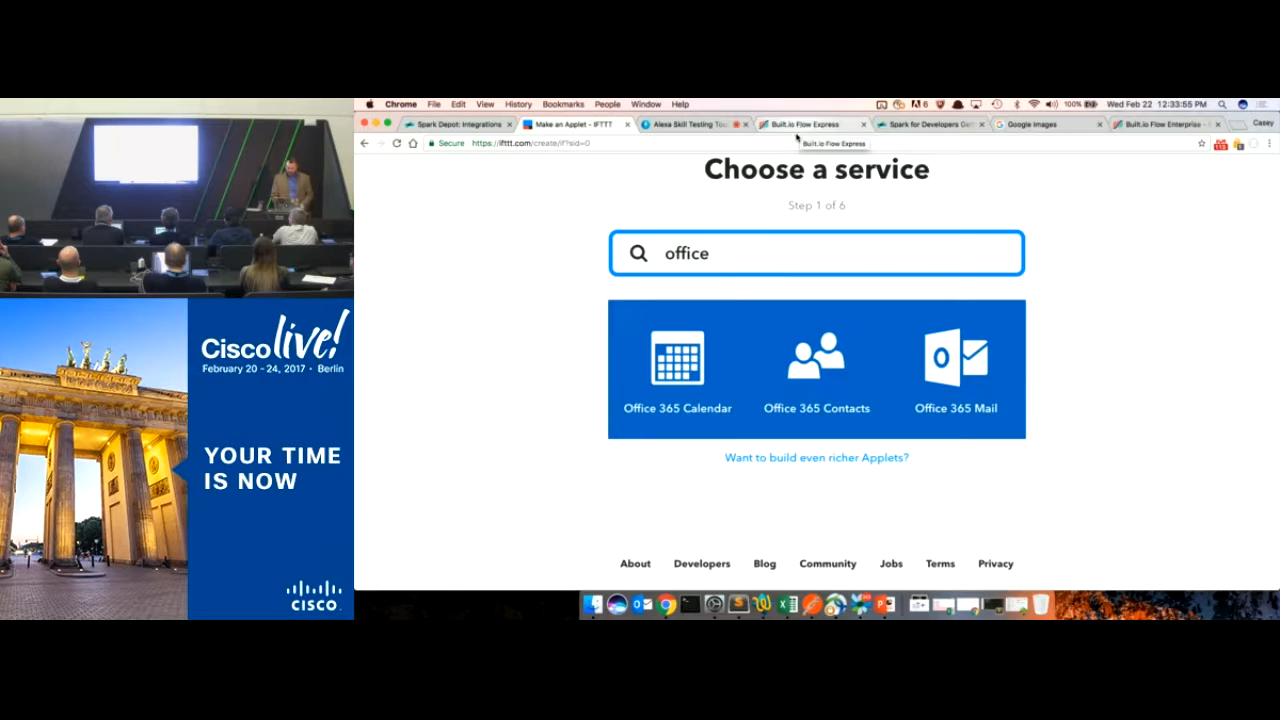 Chrome File Edit View History Bookmarks People Window Help
100% Wed Feb 22 12:33:55 PM
Spark Depot: Integrations
Make an Applet - IFTTT
Alexa Skill Testing
Built.io Flow Express
Spark for Developers
Google Images
Built.io Flow Enterprise -
Casey
Secure https://ifttt.com/create/if?sid=0
Built.io Flow Express
Choose a service
Step 1 of 6
office
Office 365 Calendar
Office 365 Contacts
Office 365 Mail
Want to build even richer Applets?
About Developers Blog Community Jobs Terms Privacy
Cisco live!
February 20 - 24, 2017 • Berlin
YOUR TIME
IS NOW
CISCO